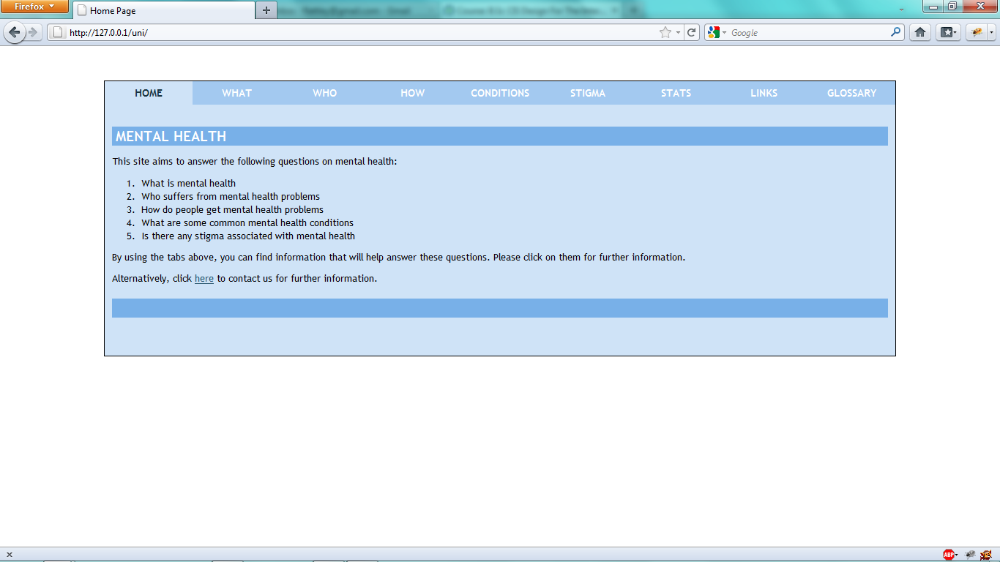 Firefox
Home Page
http://127.0.0.1/uni/
Google
HOME WHAT WHO HOW CONDITIONS STIGMA STATS LINKS GLOSSARY
MENTAL HEALTH
This site aims to answer the following questions on mental health:
1. What is mental health
2. Who suffers from mental health problems
3. How do people get mental health problems
4. What are some common mental health conditions
5. Is there any stigma associated with mental health
By using the tabs above, you can find information that will help answer these questions. Please click on them for further information.
Alternatively, click here to contact us for further information.
ABP